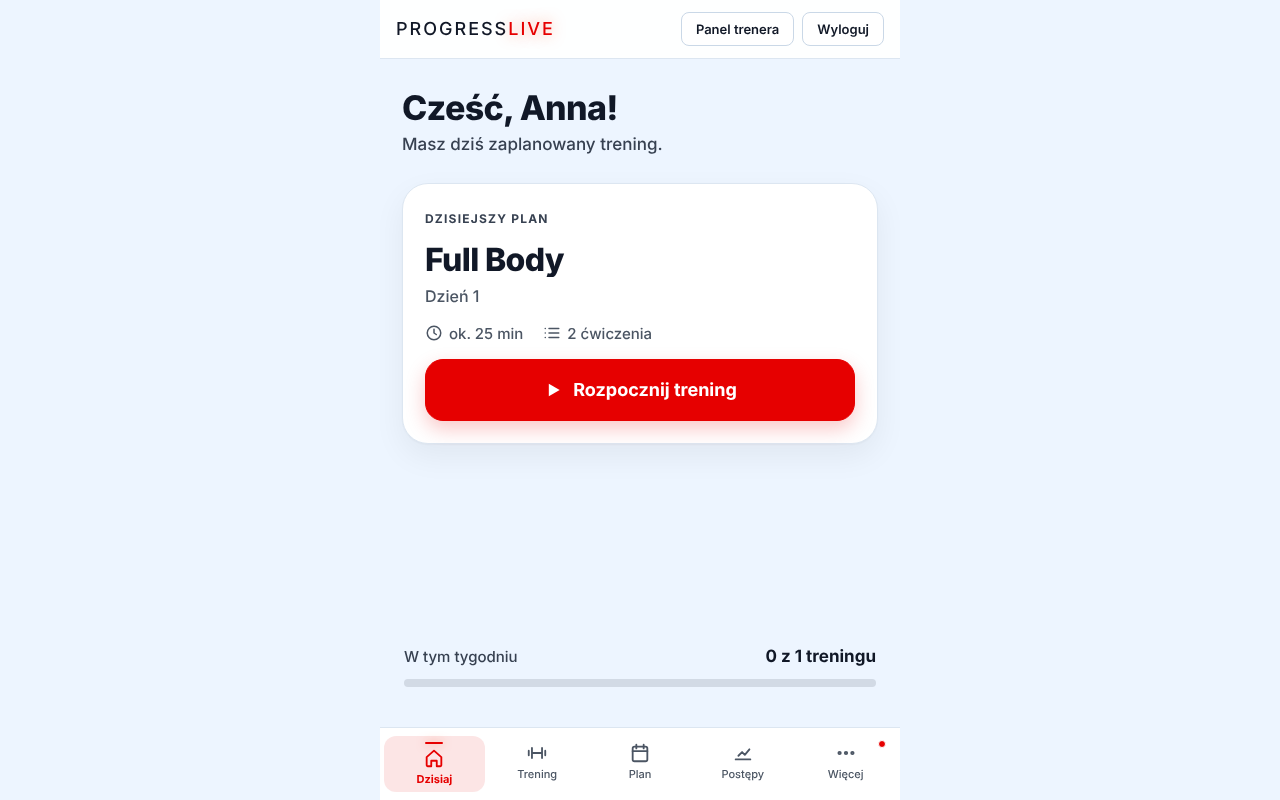 PROGRESSLIVE
Panel trenera
Wyloguj
Cześć, Anna!
Masz dziś zaplanowany trening.
DZISIEJSZY PLAN
Full Body
Dzień 1
ok. 25 min
2 ćwiczenia
Rozpocznij trening
W tym tygodniu
0 z 1 treningu
Dzisiaj
Trening
Plan
Postępy
Więcej